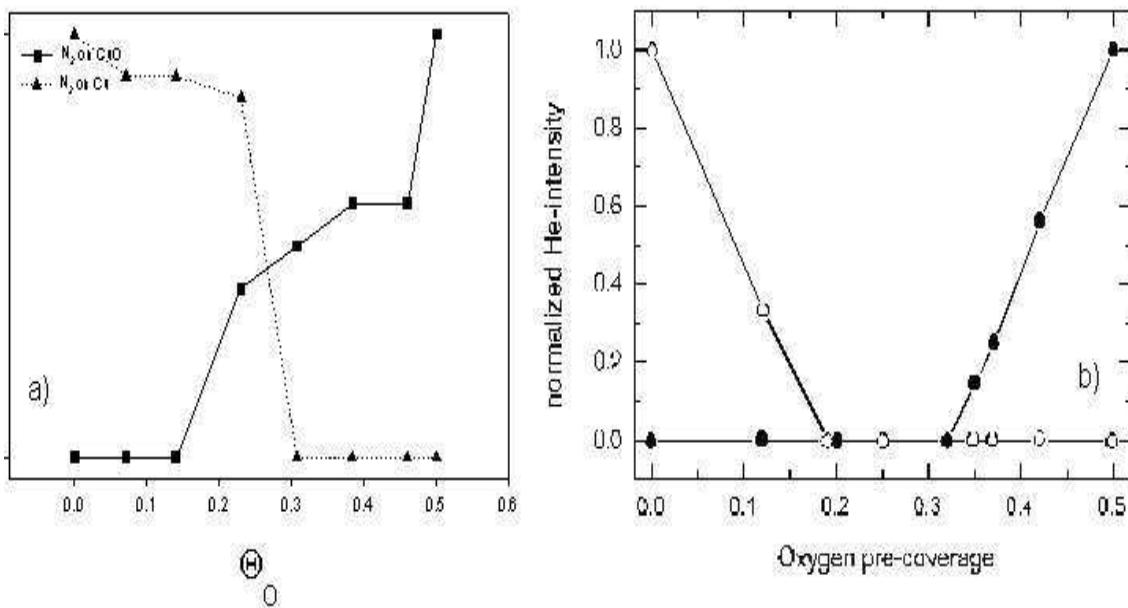 N₂ on CuO
N₂ on Cu
a)
0.0 0.1 0.2 0.3 0.4 0.5 0.6
Θ
O
normalized He-intensity
1.0
0.8
0.6
0.4
0.2
0.0
b)
0.0 0.1 0.2 0.3 0.4 0.5
Oxygen pre-coverage